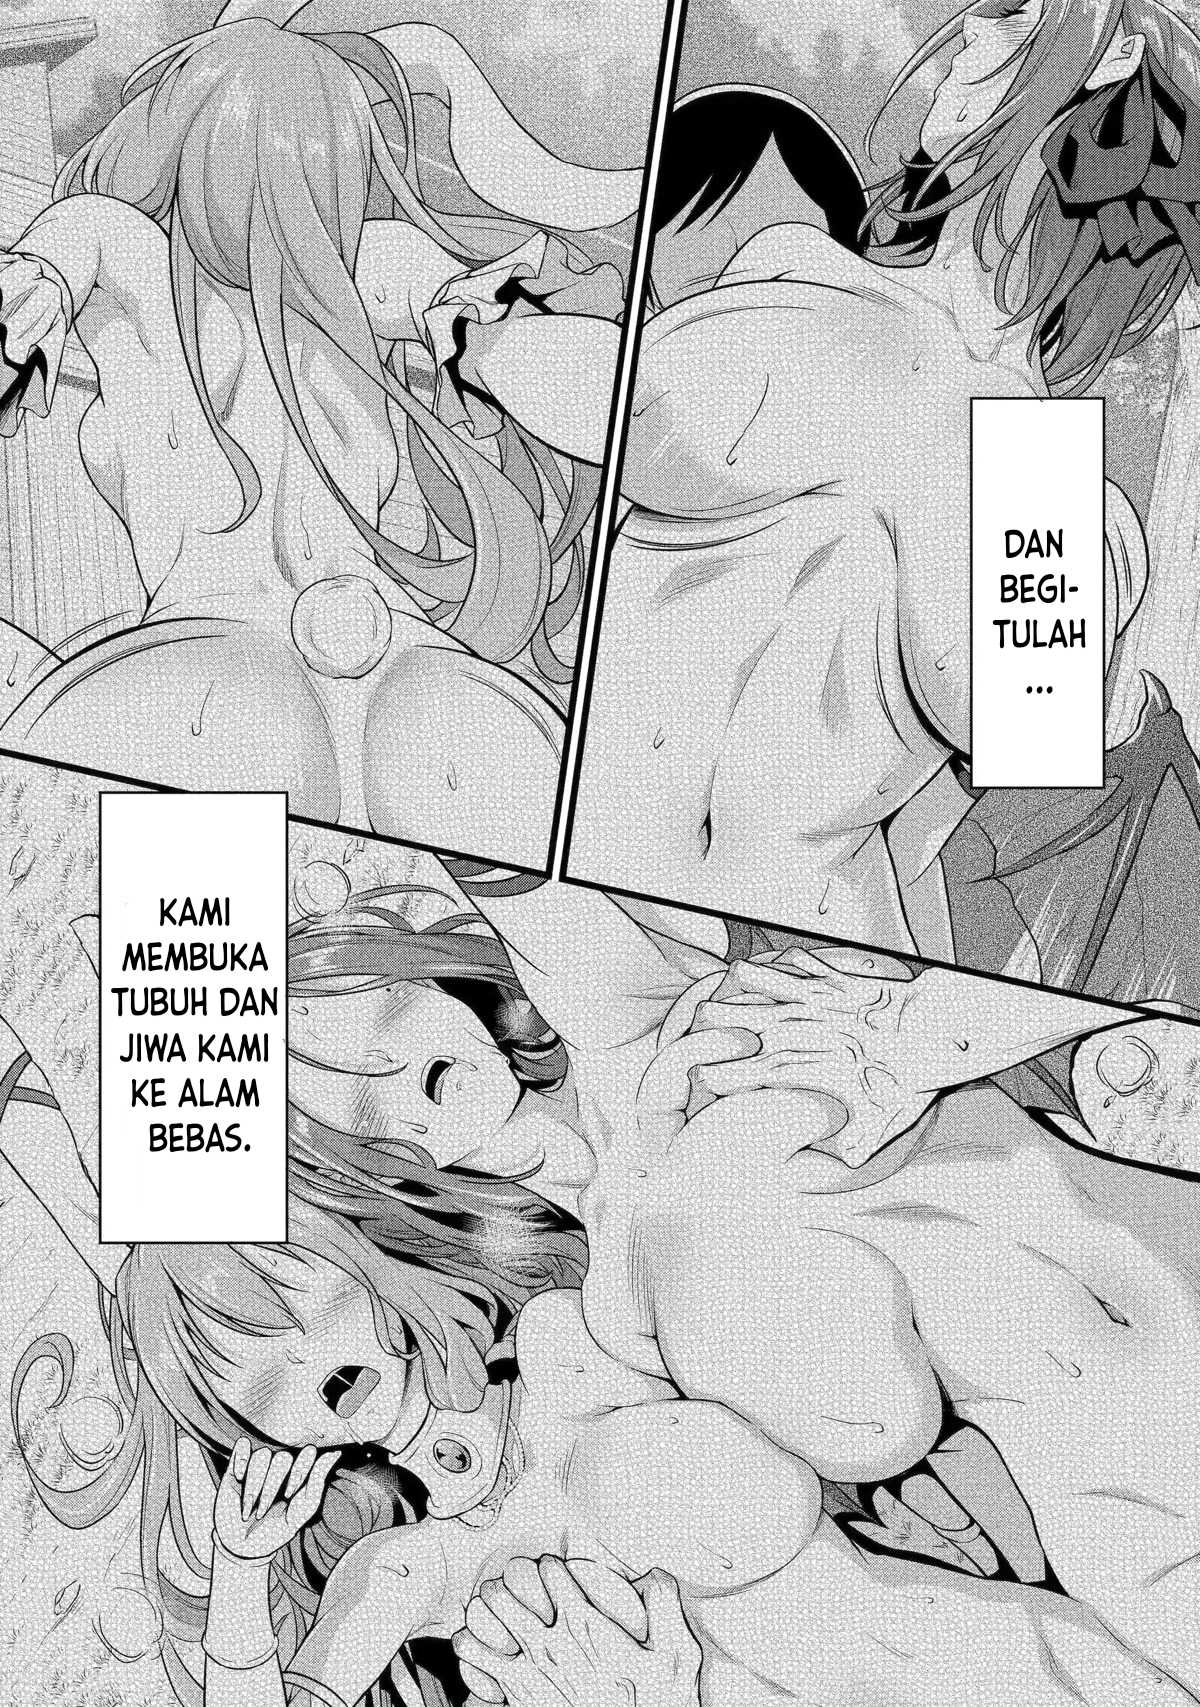 DAN
BEGI-
TULAH
...
KAMI
MEMBUKA
TUBUH DAN
JIWA KAMI
KE ALAM
BEBAS.